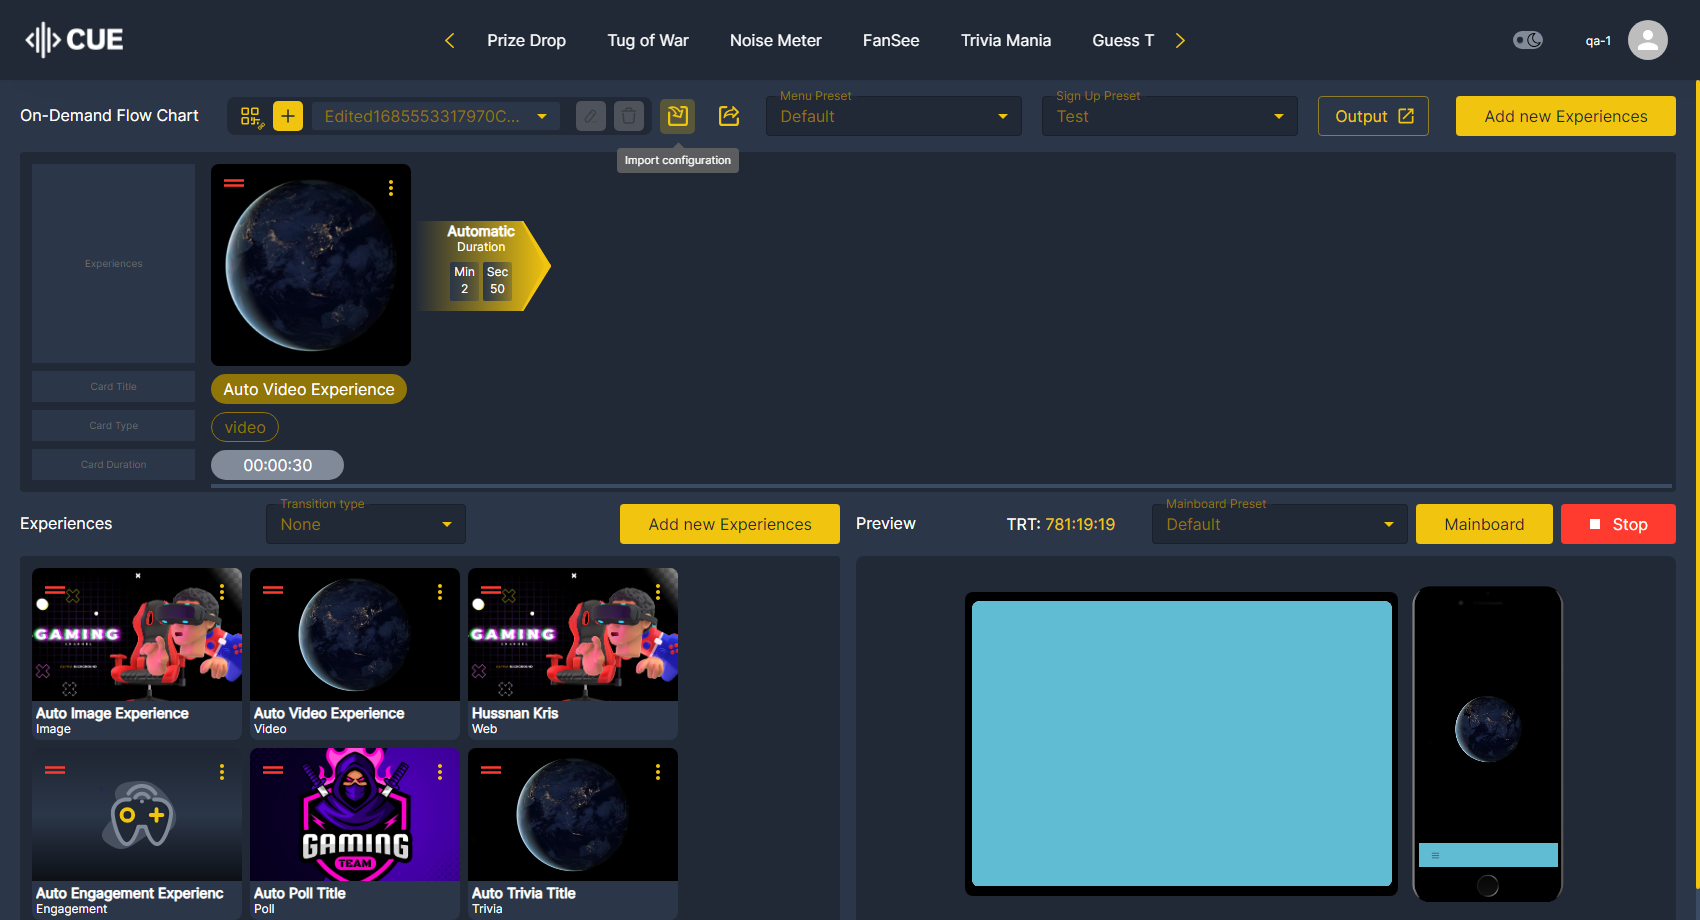 CUE
Prize Drop
Tug of War
Noise Meter
FanSee
Trivia Mania
Guess T
qa-1
On-Demand Flow Chart
Edited1685553317970C...
Menu Preset
Default
Sign Up Preset
Test
Output
Add new Experiences
Import configuration
Experiences
Automatic
Duration
Min Sec
2 50
Card Title
Auto Video Experience
Card Type
video
Card Duration
00:00:30
Experiences
Transition type
None
Add new Experiences
Preview
TRT: 781:19:19
Mainboard Preset
Default
Mainboard
Stop
GAMING
Auto Image Experience
Image
Auto Video Experience
Video
GAMING
Hussnan Kris
Web
Auto Engagement Experienc
Engagement
GAMING
TEAM
Auto Poll Title
Poll
Auto Trivia Title
Trivia